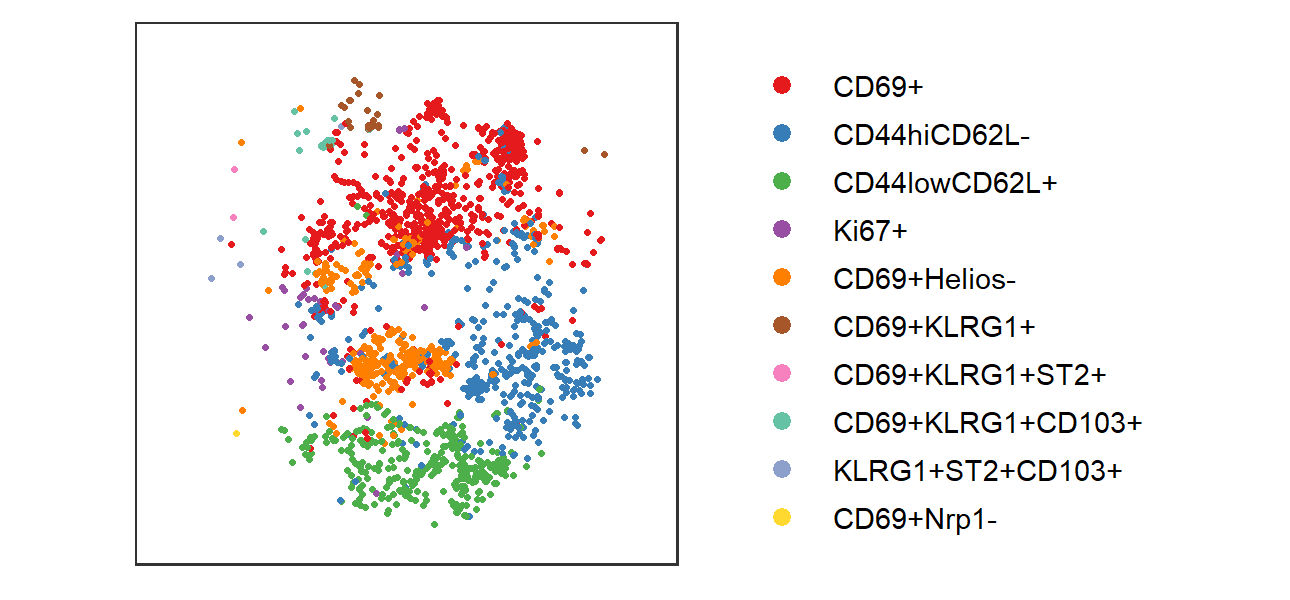 CD69+
CD44hiCD62L-
CD44lowCD62L+
Ki67+
CD69+Helios-
CD69+KLRG1+
CD69+KLRG1+ST2+
CD69+KLRG1+CD103+
KLRG1+ST2+CD103+
CD69+Nrp1-